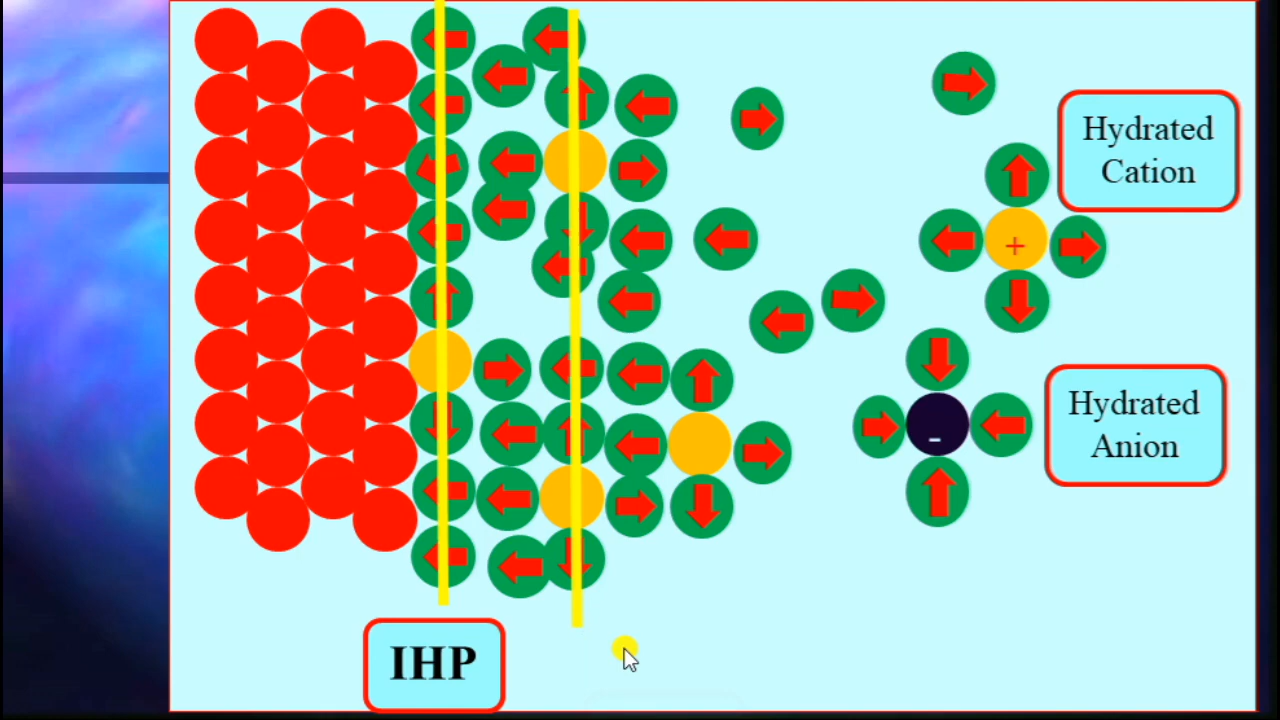 Hydrated
Cation
+
-
Hydrated
Anion
IHP